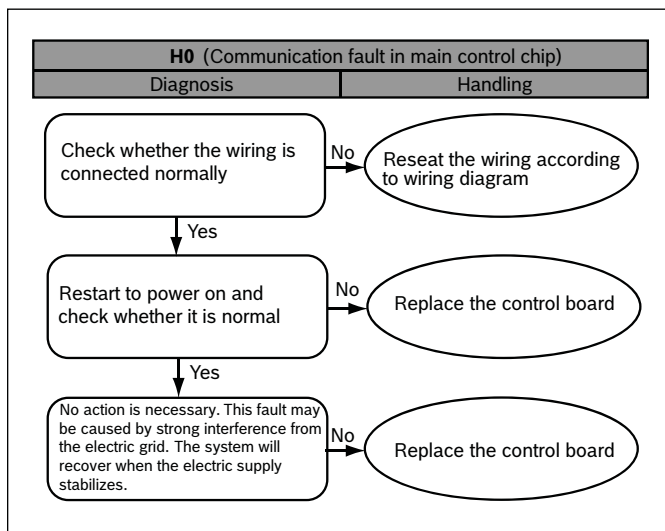 H0 (Communication fault in main control chip)
Diagnosis
Handling
Check whether the wiring is
connected normally
No
Reseat the wiring according
to wiring diagram
Yes
Restart to power on and
check whether it is normal
No
Replace the control board
Yes
No action is necessary. This fault may
be caused by strong interference from
the electric grid. The system will
recover when the electric supply
stabilizes.
No
Replace the control board